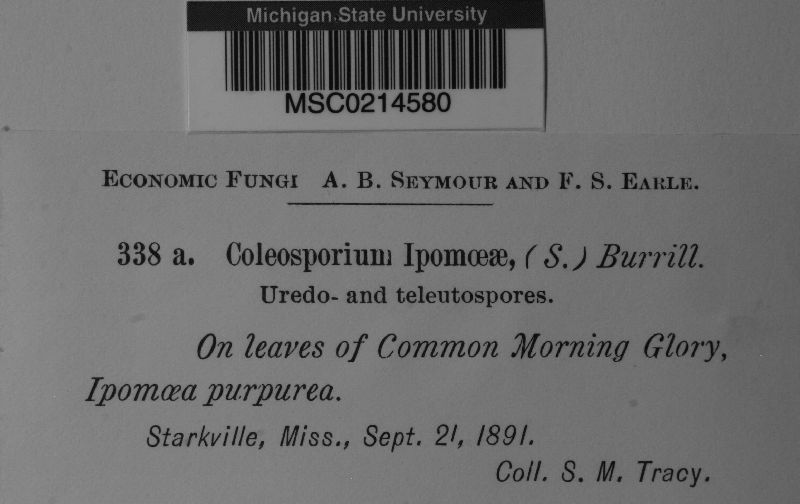 Michigan State University
MSC0214580
Economic Fungi A. B. Seymour and F. S. Earle.
338 a. Coleosporium Ipomœæ, (S.) Burrill.
Uredo- and teleutospores.
On leaves of Common Morning Glory,
Ipomœa purpurea.
Starkville, Miss., Sept. 21, 1891.
Coll. S. M. Tracy.